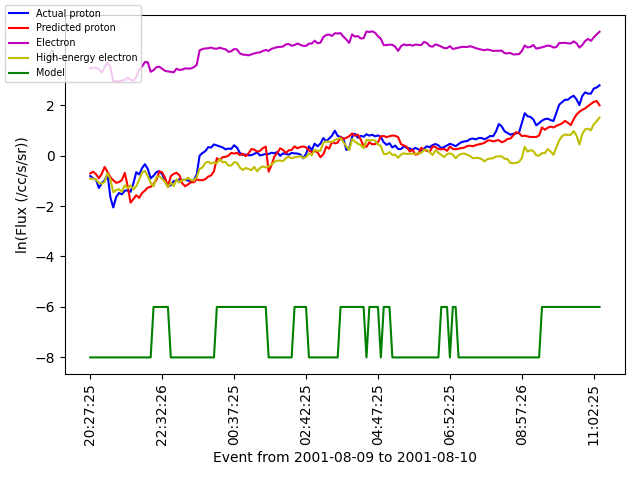 Actual proton
Predicted proton
Electron
High-energy electron
Model
ln(Flux (/cc/s/sr))
2
0
−2
−4
−6
−8
20:27:25
22:32:26
00:37:25
02:42:25
04:47:25
06:52:25
08:57:26
11:02:25
Event from 2001-08-09 to 2001-08-10